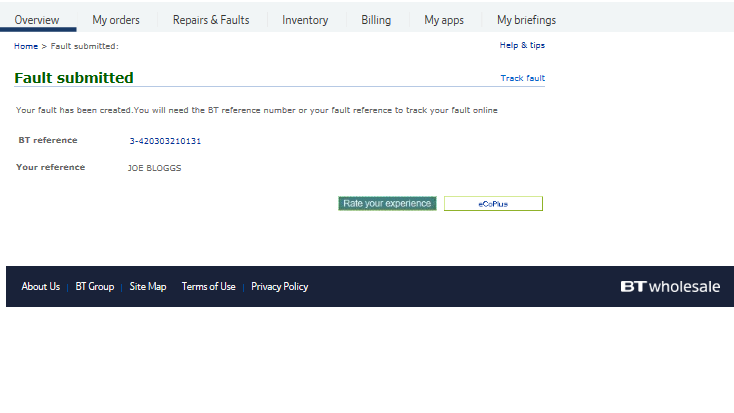 Overview My orders Repairs & Faults Inventory Billing My apps My briefings
Home > Fault submitted: Help & tips
Fault submitted Track fault
Your fault has been created.You will need the BT reference number or your fault reference to track your fault online
BT reference 3-420303210131
Your reference JOE BLOGGS
Rate your experience eCoPlus
About Us BT Group Site Map Terms of Use Privacy Policy BT wholesale